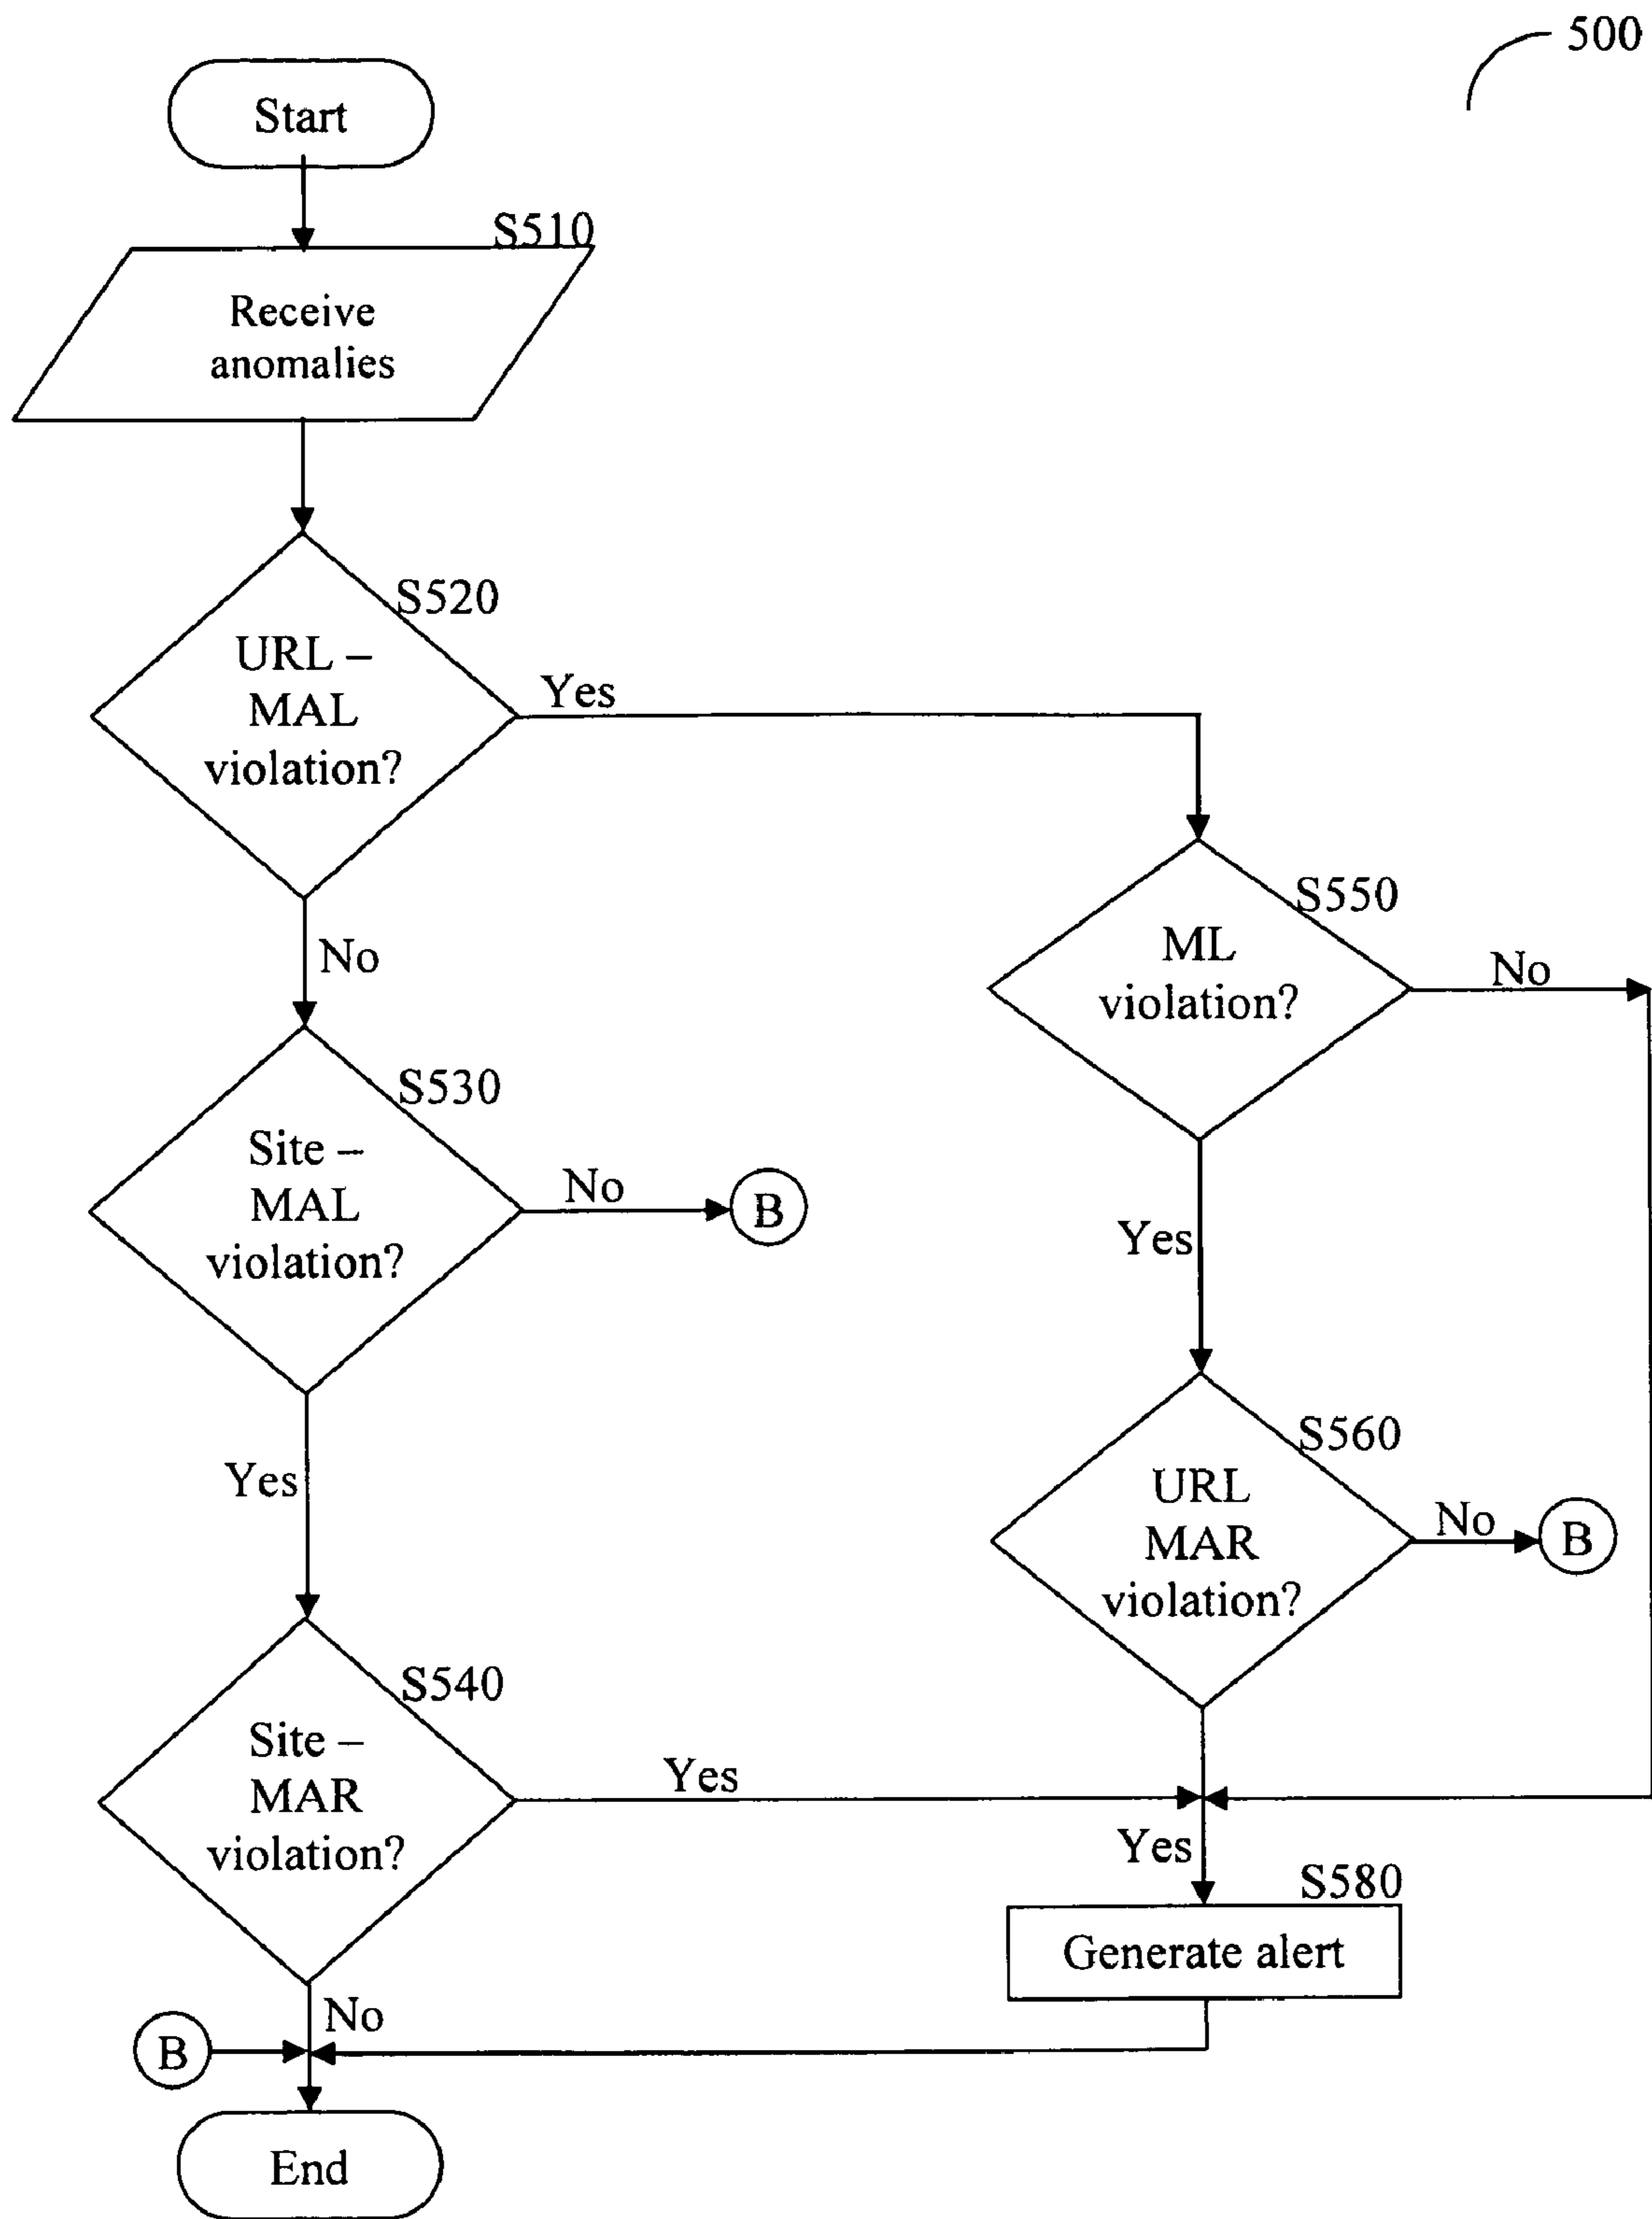 500
Start
S510
Receive
anomalies
S520
URL –
MAL
violation?
Yes
No
S550
ML
violation?
No
Yes
S530
Site –
MAL
violation?
No
B
Yes
S560
URL
MAR
violation?
No
B
S540
Site –
MAR
violation?
Yes
Yes
S580
Generate alert
No
B
End